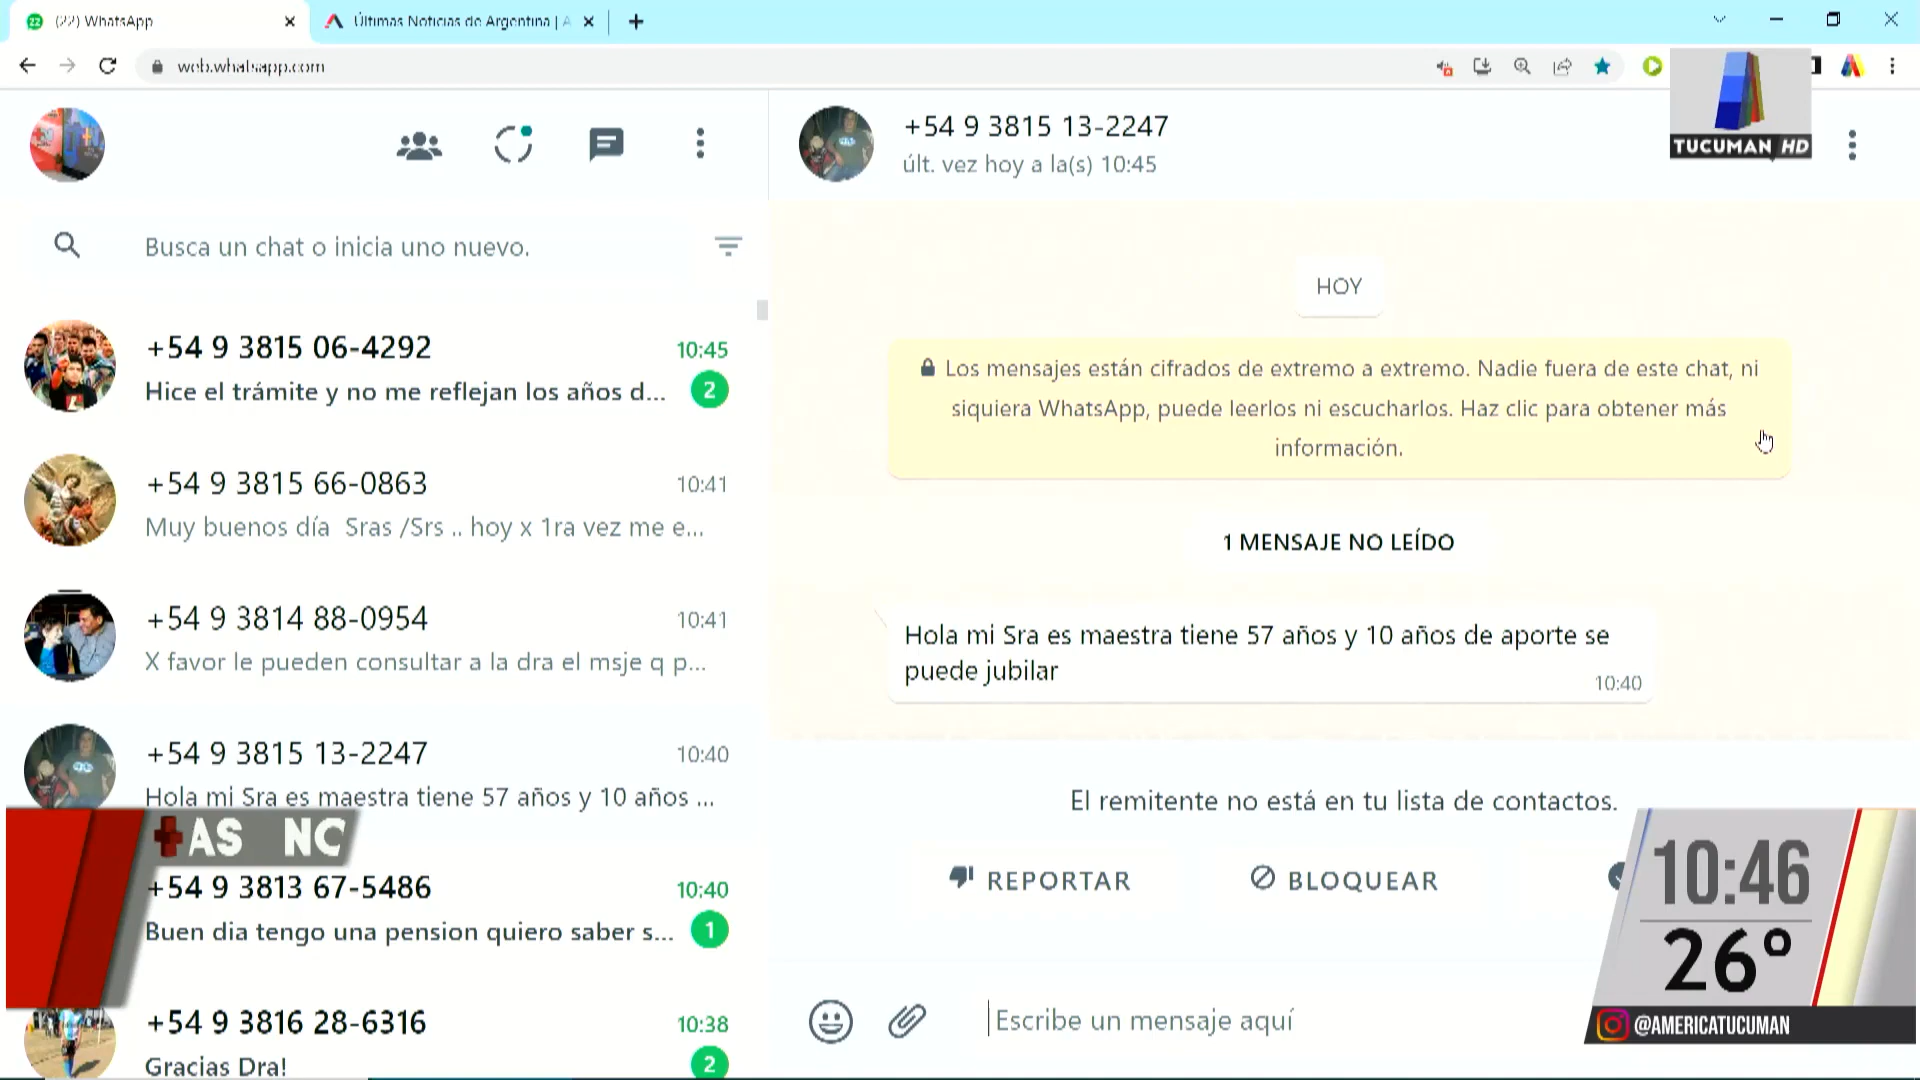 (22) WhatsApp
Últimas Noticias de Argentina | A
web.whatsapp.com
TUCUMAN HD
+54 9 3815 13-2247
últ. vez hoy a la(s) 10:45
Busca un chat o inicia uno nuevo.
HOY
+54 9 3815 06-4292
10:45
Hice el trámite y no me reflejan los años d...
2
Los mensajes están cifrados de extremo a extremo. Nadie fuera de este chat, ni
siquiera WhatsApp, puede leerlos ni escucharlos. Haz clic para obtener más
información.
+54 9 3815 66-0863
10:41
Muy buenos día  Sras /Srs .. hoy x 1ra vez me e...
1 MENSAJE NO LEÍDO
+54 9 3814 88-0954
10:41
X favor le pueden consultar a la dra el msje q p...
Hola mi Sra es maestra tiene 57 años y 10 años de aporte se
puede jubilar
10:40
+54 9 3815 13-2247
10:40
Hola mi Sra es maestra tiene 57 años y 10 años ...
El remitente no está en tu lista de contactos.
REPORTAR
BLOQUEAR
+AS NC
+54 9 3813 67-5486
10:40
Buen dia tengo una pension quiero saber s...
1
10:46
26°
@AMERICATUCUMAN
+54 9 3816 28-6316
10:38
Gracias Dra!
2
Escribe un mensaje aquí